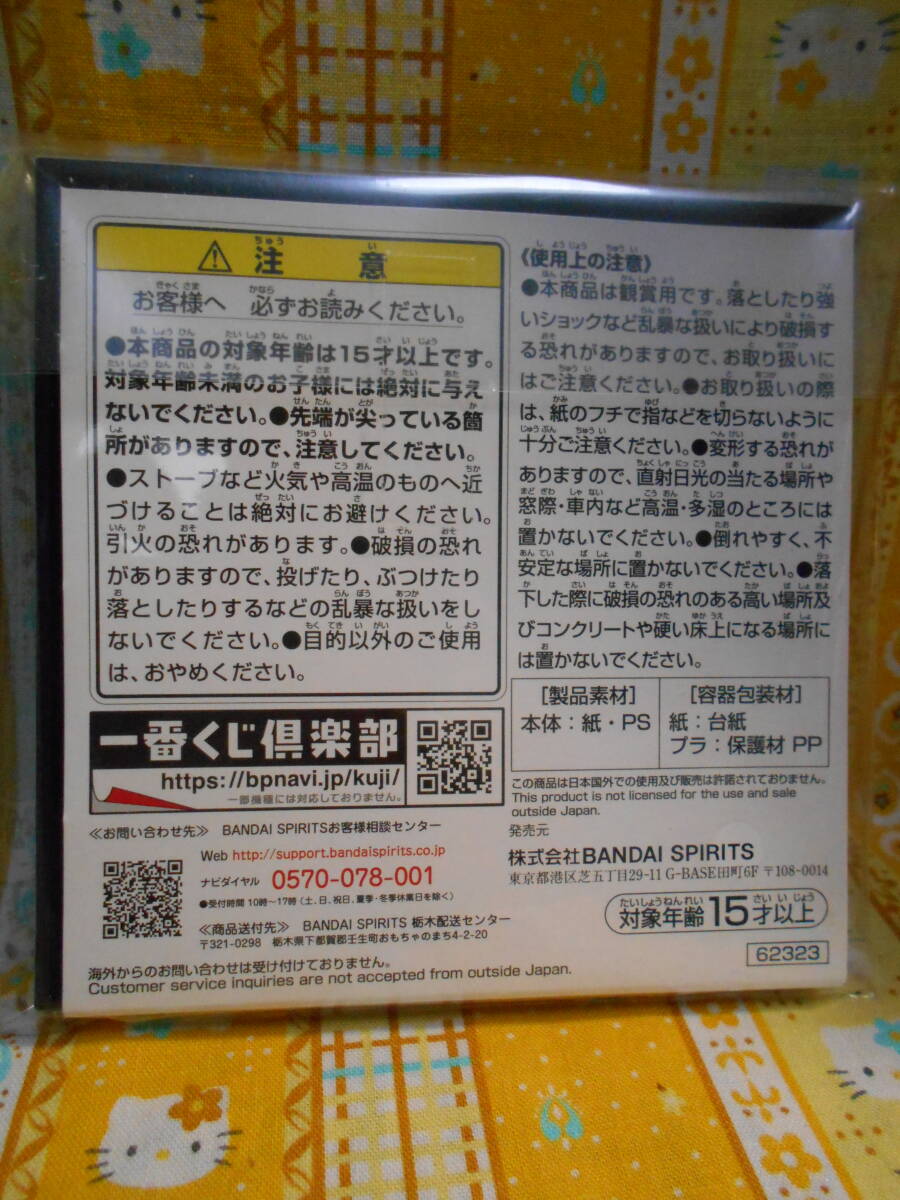 注意
お客様へ 必ずお読みください。
●本商品の対象年齢は15才以上です。
対象年齢未満のお子様には絶対に与え
ないでください。●先端が尖っている箇
所がありますので、注意してください。
●ストーブなど火気や高温のものへ近
づけることは絶対にお避けください。
引火の恐れがあります。●破損の恐れ
がありますので、投げたり、ぶつけたり
落としたりするなどの乱暴な扱いをし
ないでください。●目的以外のご使用
は、おやめください。
一番くじ倶楽部
https://bpnavi.jp/kuji/
一部機種には対応しておりません。
《使用上の注意》
●本商品は観賞用です。落としたり強
いショックなど乱暴な扱いにより破損す
る恐れがありますので、お取り扱いに
はご注意ください。●お取り扱いの際
は、紙のフチで指などを切らないように
十分ご注意ください。●変形する恐れが
ありますので、直射日光の当たる場所や
窓際・車内など高温・多湿のところには
置かないでください。●倒れやすく、不
安定な場所に置かないでください。●落
下した際に破損の恐れのある高い場所及
びコンクリートや硬い床上になる場所に
は置かないでください。
[製品素材]
本体：紙・PS
[容器包装材]
紙：台紙
プラ：保護材 PP
この商品は日本国外での使用及び販売は許諾されておりません。
This product is not licensed for the use and sale
outside Japan.
発売元
株式会社BANDAI SPIRITS
東京都港区芝五丁目29-11 G-BASE田町6F 〒108-0014
対象年齢15才以上
62323
≪お問い合わせ先≫ BANDAI SPIRITSお客様相談センター
Web http://support.bandaispirits.co.jp
ナビダイヤル 0570-078-001
●受付時間 10時〜17時（土、日、祝日、夏季・冬季休業日を除く）
≪商品送付先≫ BANDAI SPIRITS 栃木配送センター
〒321-0298 栃木県下都賀郡壬生町おもちゃのまち4-2-20
海外からのお問い合わせは受け付けておりません。
Customer service inquiries are not accepted from outside Japan.